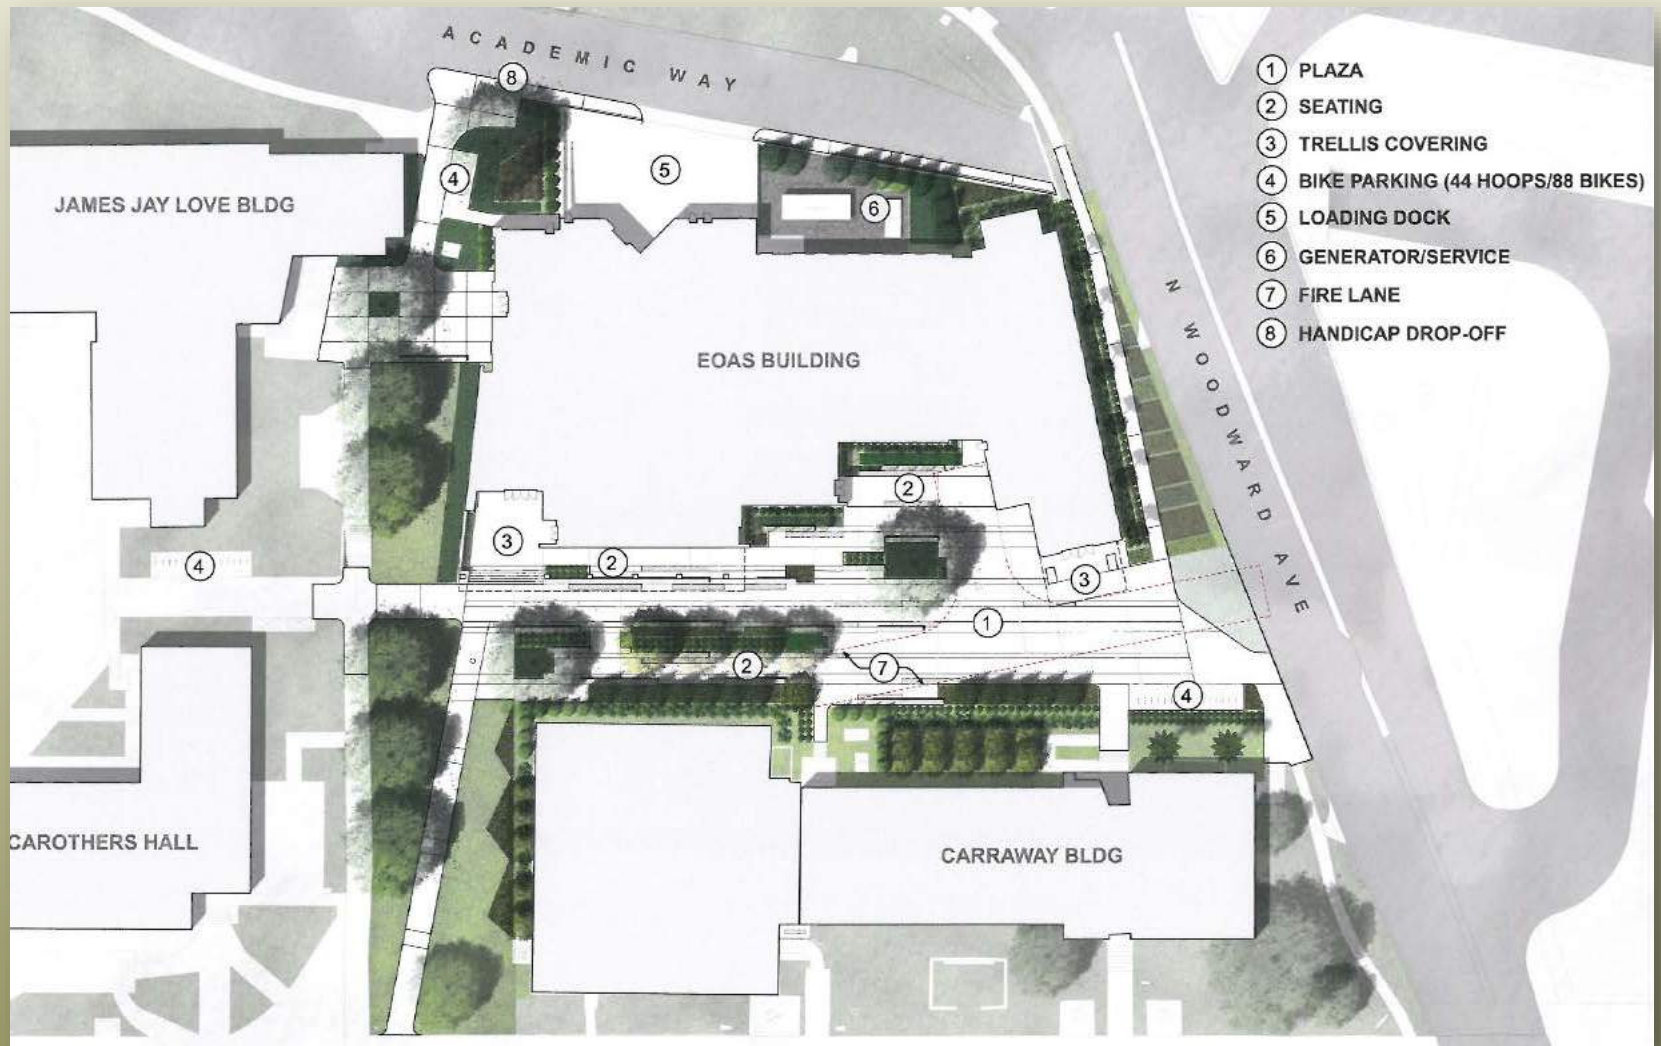 ACADEMIC WAY
8
1 PLAZA
2 SEATING
3 TRELLIS COVERING
4 BIKE PARKING (44 HOOPS/88 BIKES)
5 LOADING DOCK
6 GENERATOR/SERVICE
7 FIRE LANE
8 HANDICAP DROP-OFF
JAMES JAY LOVE BLDG
4
5
6
N WOODWARD AVE
EOAS BUILDING
2
3
2
4
3
1
2
7
4
CAROTHERS HALL
CARRAWAY BLDG